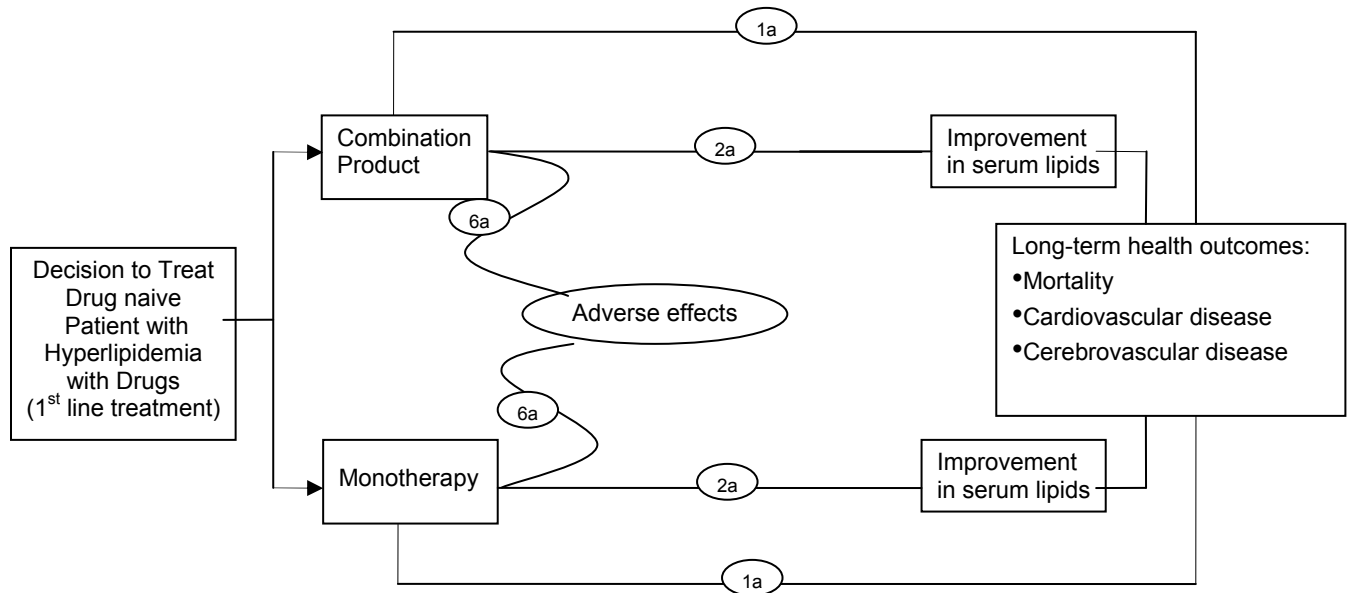 1a
Combination
Product
2a
Improvement
in serum lipids
6a
Decision to Treat
Drug naive
Patient with
Hyperlipidemia
with Drugs
(1st line treatment)
Adverse effects
Long-term health outcomes:
•Mortality
•Cardiovascular disease
•Cerebrovascular disease
6a
Monotherapy
2a
Improvement
in serum lipids
1a